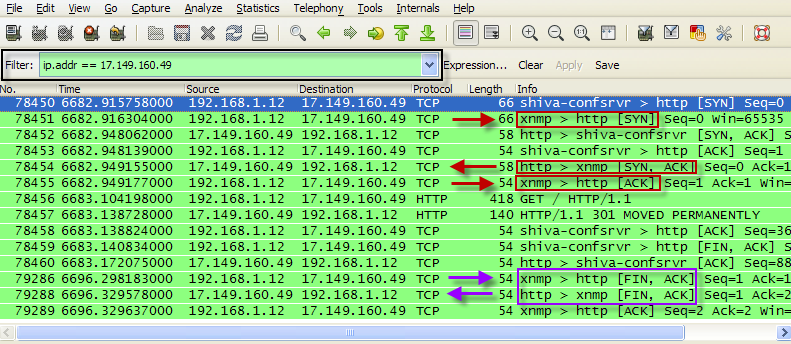 File Edit View Go Capture Analyze Statistics Telephony Tools Internals Help
Filter: ip.addr == 17.149.160.49 Expression... Clear Apply Save
No. Time Source Destination Protocol Length Info
78450 6682.915758000 192.168.1.12 17.149.160.49 TCP 66 shiva-confsrvr > http [SYN] Seq=0
78451 6682.916304000 192.168.1.12 17.149.160.49 TCP 66 xnmp > http [SYN] Seq=0 Win=65535
78452 6682.948062000 17.149.160.49 192.168.1.12 TCP 58 http > shiva-confsrvr [SYN, ACK] S
78453 6682.948139000 192.168.1.12 17.149.160.49 TCP 54 shiva-confsrvr > http [ACK] Seq=1
78454 6682.949155000 17.149.160.49 192.168.1.12 TCP 58 http > xnmp [SYN, ACK] Seq=0 Ack=1
78455 6682.949177000 192.168.1.12 17.149.160.49 TCP 54 xnmp > http [ACK] Seq=1 Ack=1 Win=
78456 6683.104198000 192.168.1.12 17.149.160.49 HTTP 418 GET / HTTP/1.1
78457 6683.138728000 17.149.160.49 192.168.1.12 HTTP 140 HTTP/1.1 301 MOVED PERMANENTLY
78458 6683.138824000 192.168.1.12 17.149.160.49 TCP 54 shiva-confsrvr > http [ACK] Seq=36
78459 6683.140834000 192.168.1.12 17.149.160.49 TCP 54 shiva-confsrvr > http [FIN, ACK] S
78460 6683.172075000 17.149.160.49 192.168.1.12 TCP 54 http > shiva-confsrvr [ACK] Seq=88
79286 6696.298183000 192.168.1.12 17.149.160.49 TCP 54 xnmp > http [FIN, ACK] Seq=1 Ack=1
79288 6696.329578000 17.149.160.49 192.168.1.12 TCP 54 http > xnmp [FIN, ACK] Seq=1 Ack=2
79289 6696.329637000 192.168.1.12 17.149.160.49 TCP 54 xnmp > http [ACK] Seq=2 Ack=2 Win=